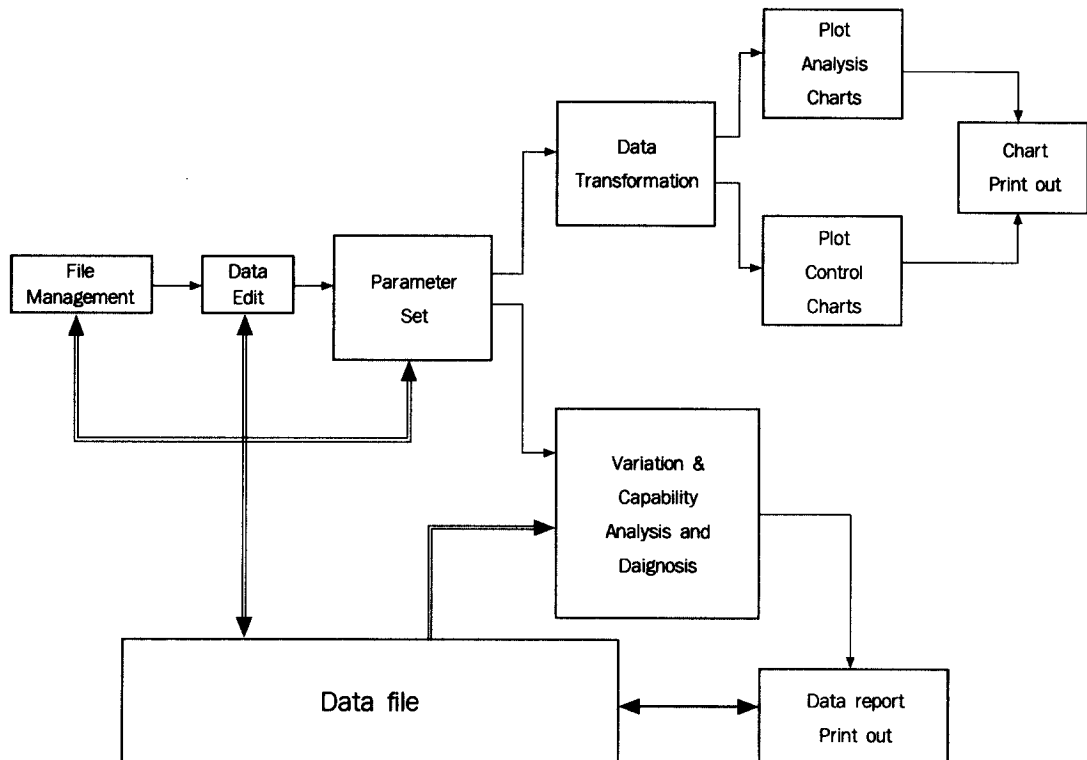 Plot
Analysis
Charts
Data
Transformation
Chart
Print out
Plot
Control
Charts
File
Management
Data
Edit
Parameter
Set
Variation &
Capability
Analysis and
Daignosis
Data file
Data report
Print out